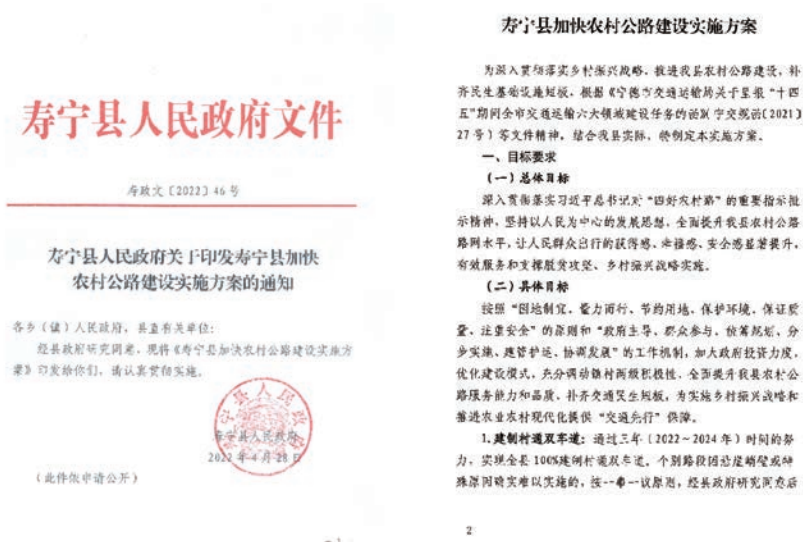 寿宁县人民政府文件
寿政文〔2022〕46号
寿宁县人民政府关于印发寿宁县加快
农村公路建设实施方案的通知
各乡（镇）人民政府，县直有关单位：
经县政府研究同意，现将《寿宁县加快农村公路建设实施方
案》印发给你们，请认真贯彻实施。
寿宁县人民政府
2022年4月28日
（此件依申请公开）
1
寿宁县加快农村公路建设实施方案
为深入贯彻落实乡村振兴战略，推进我县农村公路建设，补
齐民生基础设施短板，根据《宁德市交通运输局关于呈报“十四
五”期间全市交通运输六大领域建设任务的函》（宁交规函〔2021〕
27号）等文件精神，结合我县实际，特制定本实施方案。
一、目标要求
（一）总体目标
深入贯彻落实习近平总书记对“四好农村路”的重要指示批
示精神，坚持以人民为中心的发展思想，全面提升我县农村公路
路网水平，让人民群众出行的获得感、幸福感、安全感显著提升，
有效服务和支撑脱贫攻坚、乡村振兴战略实施。
（二）具体目标
按照“因地制宜、量力而行、节约用地、保护环境、保证质
量、注重安全”的原则和“政府主导、群众参与、统筹规划、分
步实施、建管护运、协调发展”的工作机制，加大政府投资力度，
优化建设模式，充分调动镇村两级积极性，全面提升我县农村公
路服务能力和品质，补齐交通民生短板，为实施乡村振兴战略和
推进农业农村现代化提供“交通先行”保障。
1.建制村通双车道：通过三年（2022～2024年）时间的努
力，实现全县100%建制村通双车道，个别路段因悬崖峭壁或特
殊原因确实难以实施的，按一事一议原则，经县政府研究同意后
2